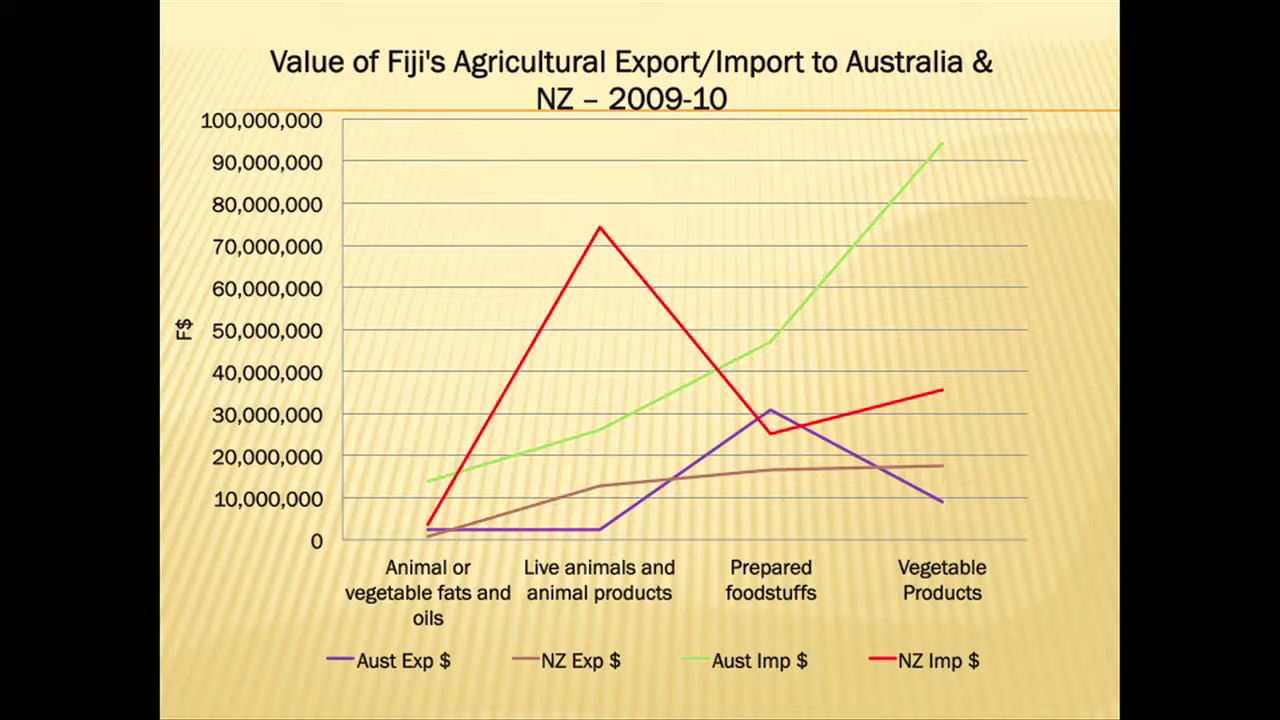 Value of Fiji's Agricultural Export/Import to Australia &
NZ – 2009-10
100,000,000
90,000,000
80,000,000
70,000,000
60,000,000
50,000,000
40,000,000
30,000,000
20,000,000
10,000,000
0
F$
Animal or
vegetable fats and
oils
Live animals and
animal products
Prepared
foodstuffs
Vegetable
Products
Aust Exp $
NZ Exp $
Aust Imp $
NZ Imp $